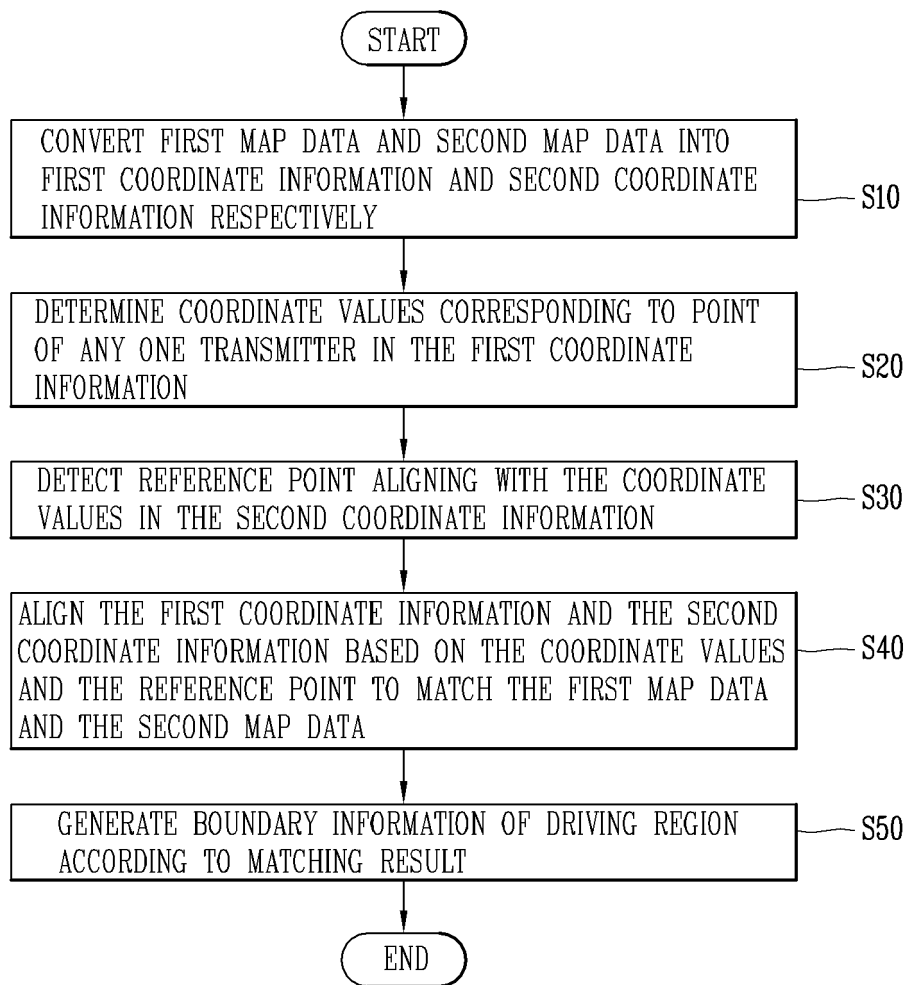 START
CONVERT FIRST MAP DATA AND SECOND MAP DATA INTO
FIRST COORDINATE INFORMATION AND SECOND COORDINATE
INFORMATION RESPECTIVELY
S10
DETERMINE COORDINATE VALUES CORRESPONDING TO POINT
OF ANY ONE TRANSMITTER IN THE FIRST COORDINATE
INFORMATION
S20
DETECT REFERENCE POINT ALIGNING WITH THE COORDINATE
VALUES IN THE SECOND COORDINATE INFORMATION
S30
ALIGN THE FIRST COORDINATE INFORMATION AND THE SECOND
COORDINATE INFORMATION BASED ON THE COORDINATE VALUES
AND THE REFERENCE POINT TO MATCH THE FIRST MAP DATA
AND THE SECOND MAP DATA
S40
GENERATE BOUNDARY INFORMATION OF DRIVING REGION
ACCORDING TO MATCHING RESULT
S50
END